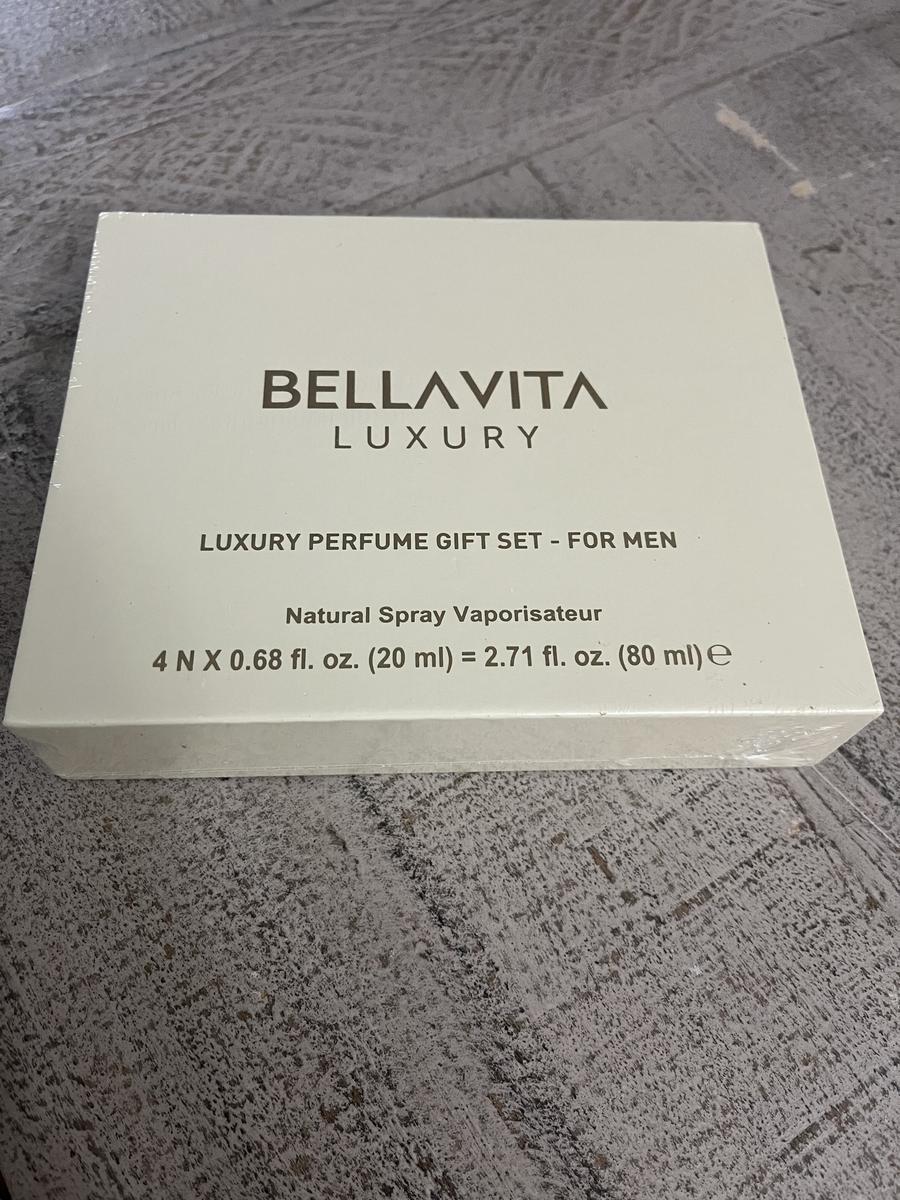 BELLAVITA
LUXURY
LUXURY PERFUME GIFT SET - FOR MEN
Natural Spray Vaporisateur
4 N X 0.68 fl. oz. (20 ml) = 2.71 fl. oz. (80 ml) ℮